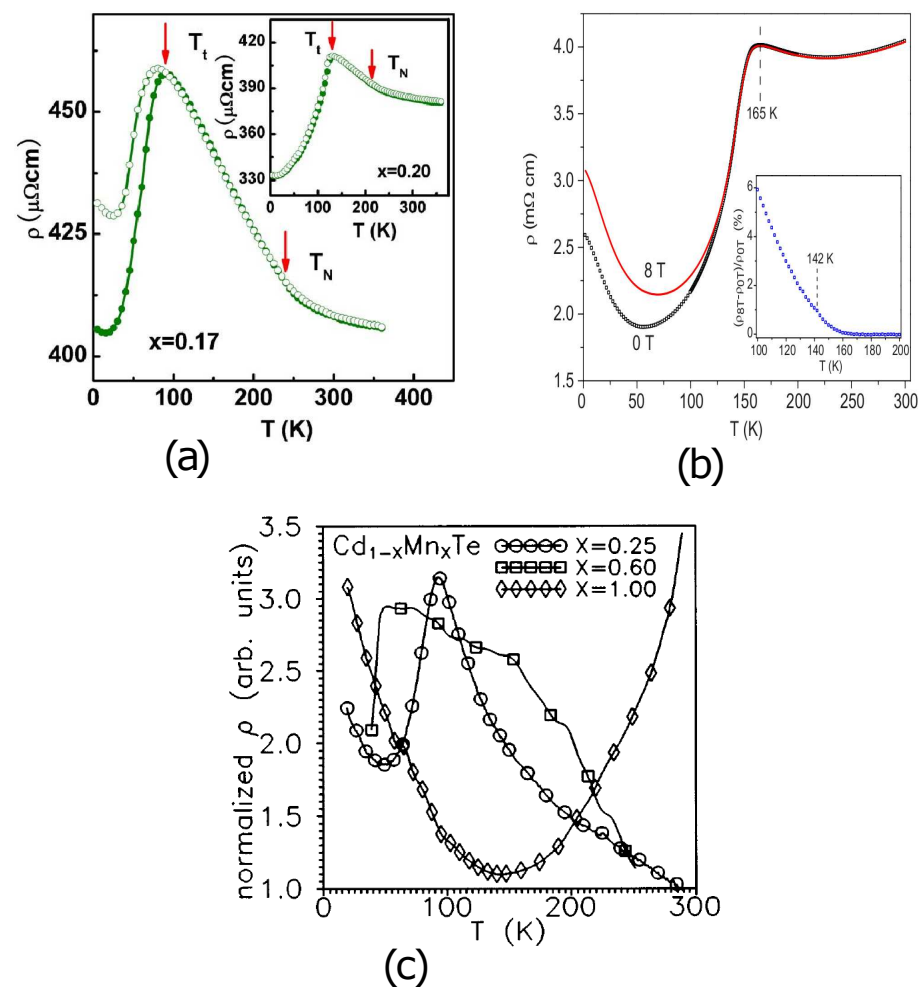 T_t
T_N
x=0.17
ρ (μΩcm)
450
425
400
0 100 200 300 400
T (K)
T_t
T_N
x=0.20
ρ (μΩcm)
420
390
360
330
0 100 200 300 400
T (K)
(a)
4.0
3.5
3.0
2.5
2.0
1.5
ρ (mΩ cm)
165 K
8 T
0 T
0 50 100 150 200 250 300
T (K)
(ρ8T-ρ0T)/ρ0T (%)
6
4
2
0
142 K
100 120 140 160 180 200
T (K)
(b)
3.5
3.0
2.5
2.0
1.5
1.0
normalized ρ (arb. units)
Cd₁₋ₓMnₓTe
X=0.25
X=0.60
X=1.00
0 100 200 300
T (K)
(c)